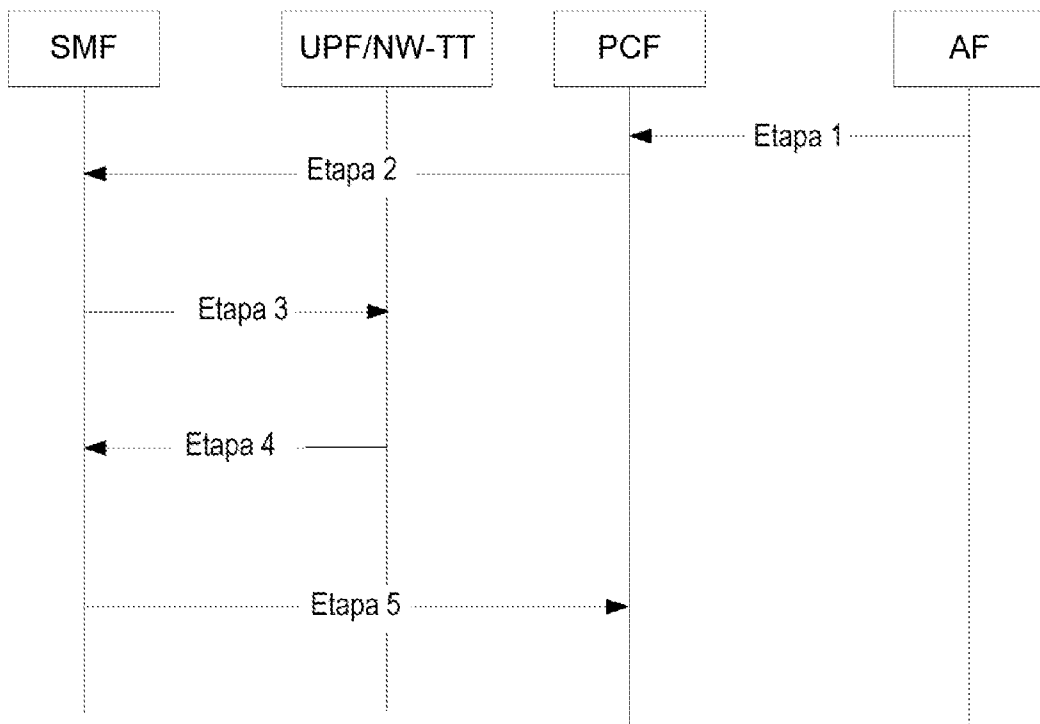 SMF
UPF/NW-TT
PCF
AF
Etapa 1
Etapa 2
Etapa 3
Etapa 4
Etapa 5